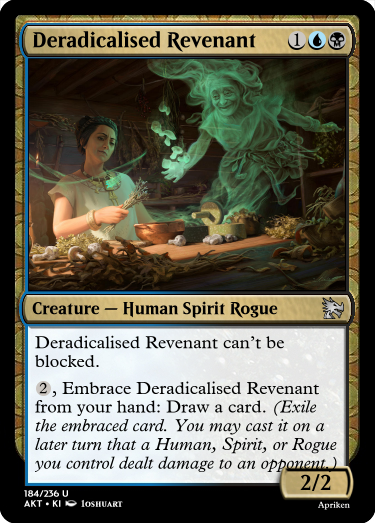 Deradicalised Revenant 1
Creature — Human Spirit Rogue
Deradicalised Revenant can't be
blocked.
2, Embrace Deradicalised Revenant
from your hand: Draw a card. (Exile
the embraced card. You may cast it on a
later turn that a Human, Spirit, or Rogue
you control dealt damage to an opponent.)
2/2
184/236 U
AKT • KI Ioshuart
Apriken